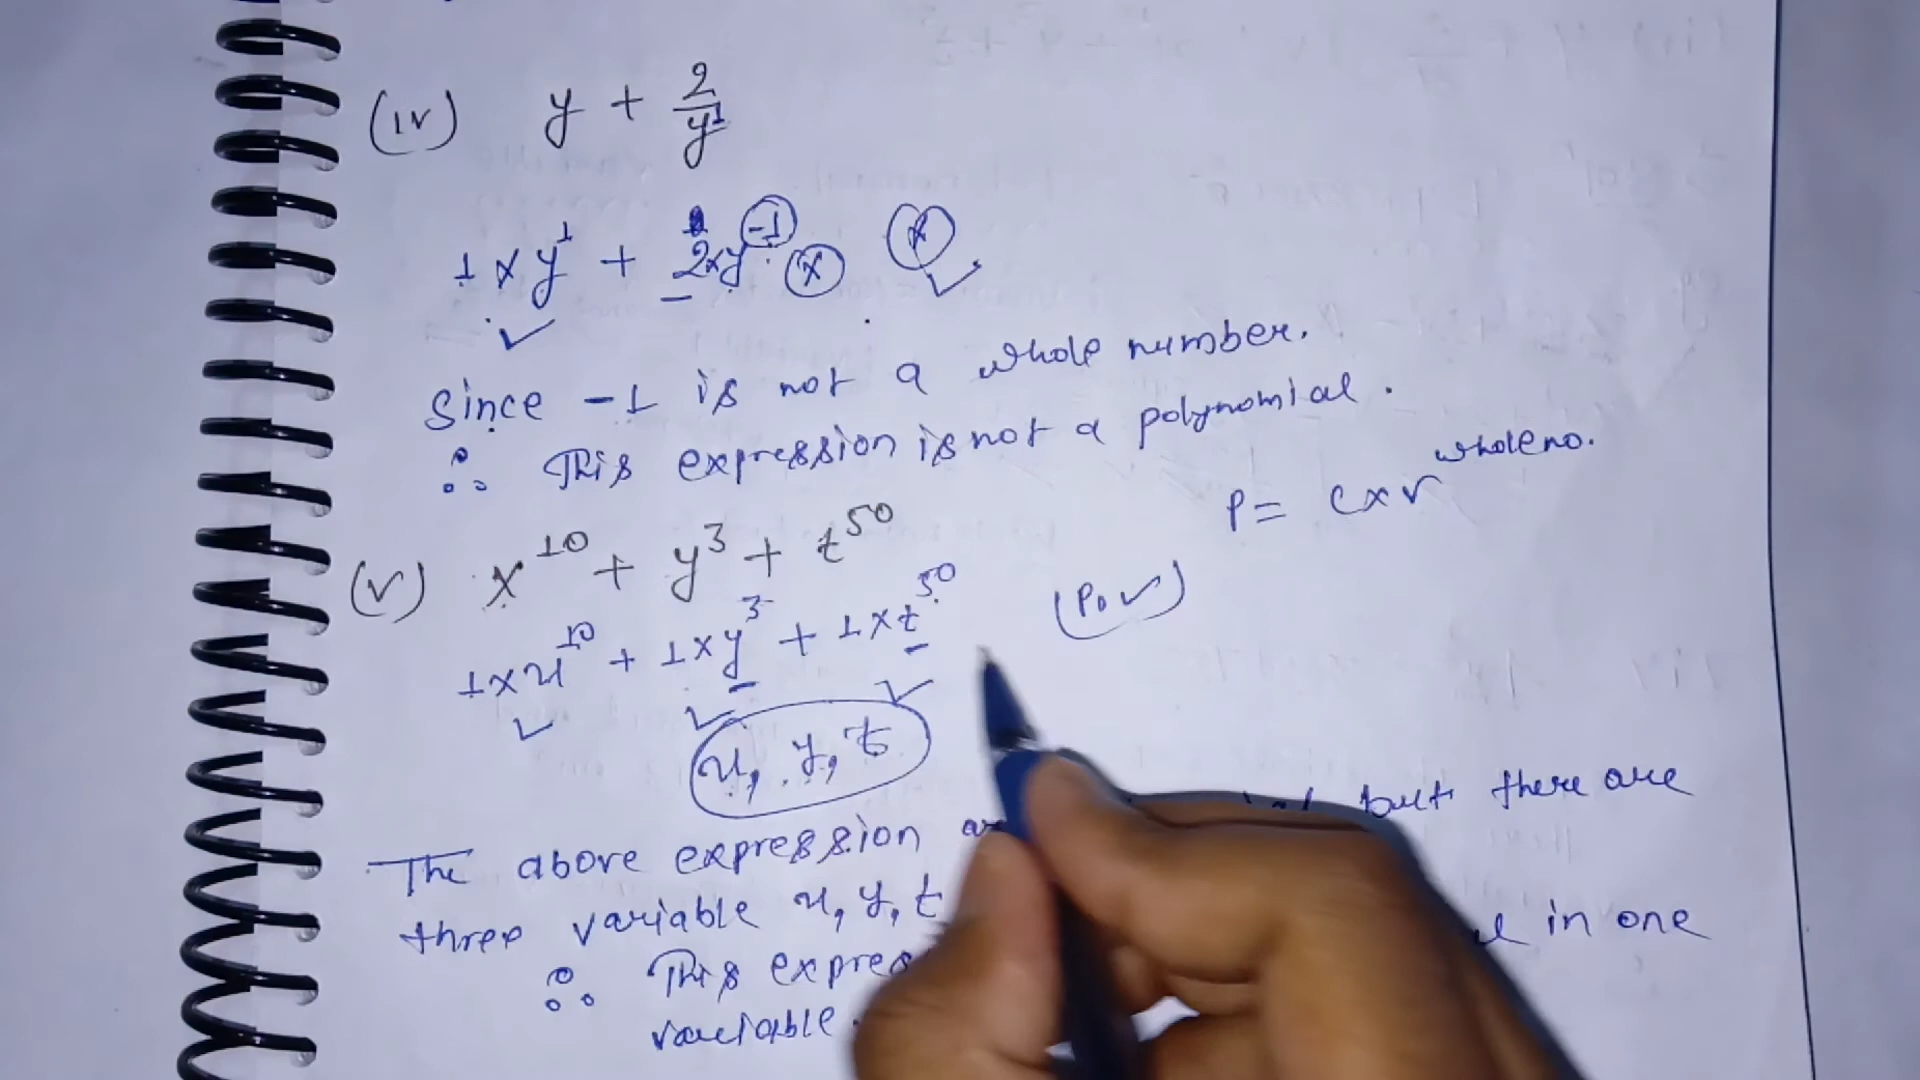 (iv) y + 2/y¹
1 × y¹ + 2×y⁻¹ (x) (x) ✓
Since -1 is not a whole number.
∴ This expression is not a polynomial.
P = c×v^whole no.
(v) x¹⁰ + y³ + t⁵⁰
1×x¹⁰ + 1×y³ + 1×t⁵⁰ (Pov)
x, y, t
The above expression but there are
three variable x, y, t in one
∴ This
variable.